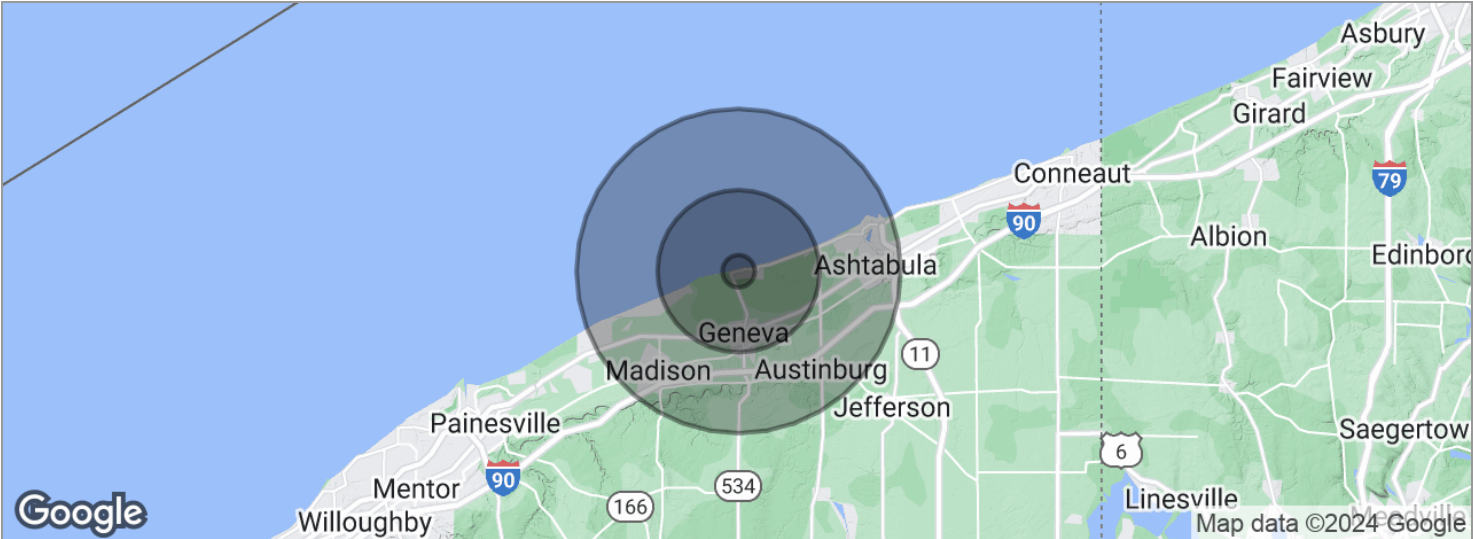 Asbury
Fairview
Girard
Conneaut
79
90
Albion
Edinboro
Ashtabula
Geneva
11
Madison
Austinburg
Jefferson
Painesville
Saegertow
6
90
Mentor
534
166
Linesville
Willoughby
Google
Meadville
Map data ©2024 Google